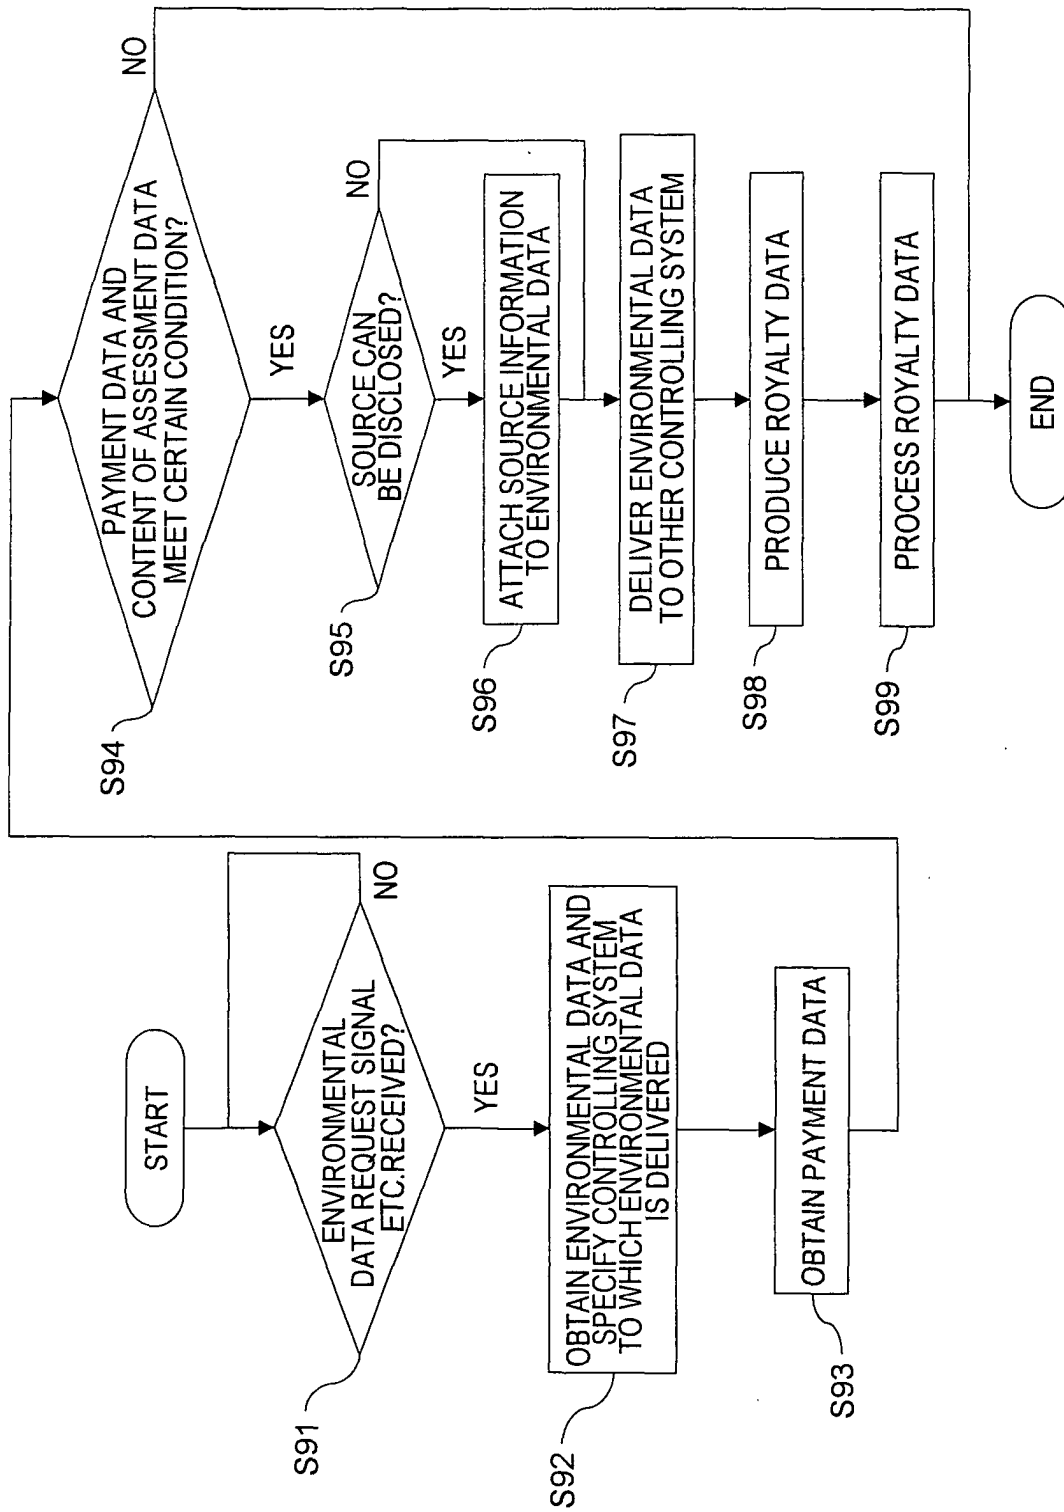 START
ENVIRONMENTAL
DATA REQUEST SIGNAL
ETC.RECEIVED?
NO
S91
YES
OBTAIN ENVIRONMENTAL DATA AND
SPECIFY CONTROLLING SYSTEM
TO WHICH ENVIRONMENTAL DATA
IS DELIVERED
S92
OBTAIN PAYMENT DATA
S93
PAYMENT DATA AND
CONTENT OF ASSESSMENT DATA
MEET CERTAIN CONDITION?
NO
S94
YES
SOURCE CAN
BE DISCLOSED?
NO
S95
YES
ATTACH SOURCE INFORMATION
TO ENVIRONMENTAL DATA
S96
DELIVER ENVIRONMENTAL DATA
TO OTHER CONTROLLING SYSTEM
S97
PRODUCE ROYALTY DATA
S98
PROCESS ROYALTY DATA
S99
END